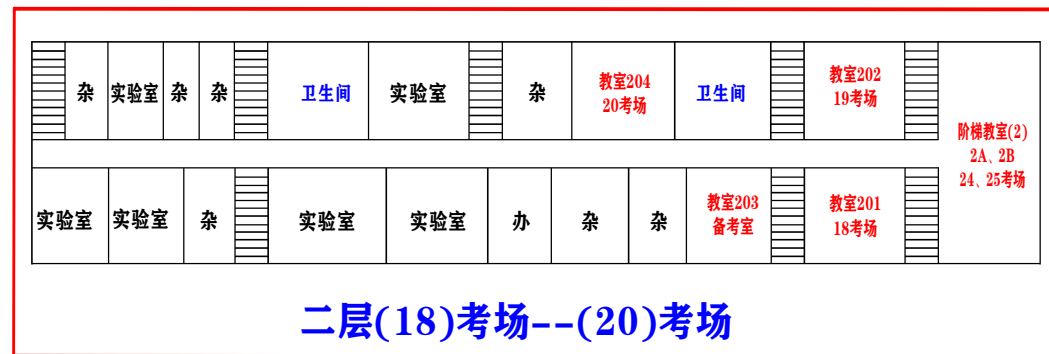 杂
实验室
杂
杂
卫生间
实验室
杂
教室204
20考场
卫生间
教室202
19考场
阶梯教室(2)
2A、2B
24、25考场
实验室
实验室
杂
实验室
实验室
办
杂
杂
教室203
备考室
教室201
18考场
二层(18)考场--(20)考场